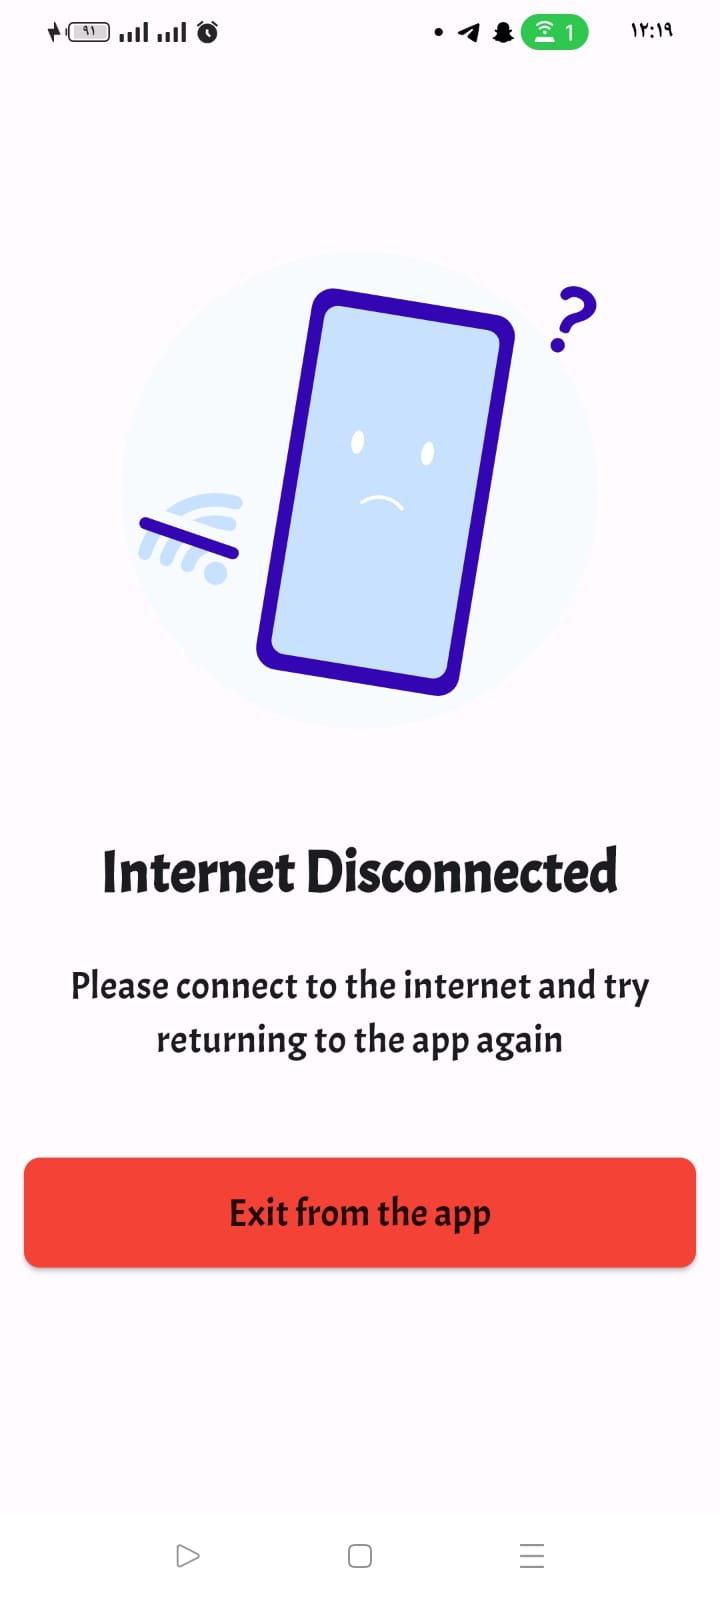 ٩١
1
١٢:١٩
?
Internet Disconnected
Please connect to the internet and try
returning to the app again
Exit from the app